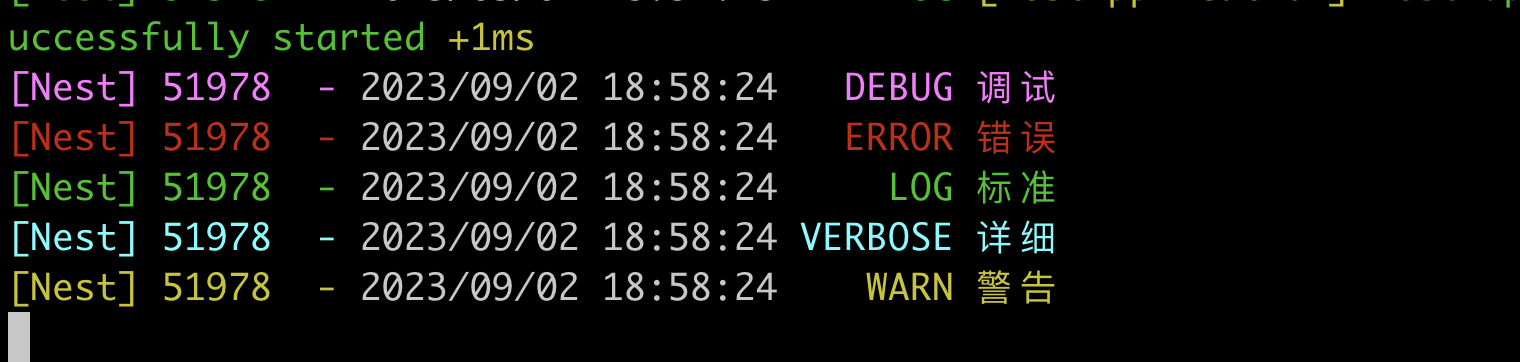 uccessfully started +1ms
[Nest] 51978  - 2023/09/02 18:58:24   DEBUG 调试
[Nest] 51978  - 2023/09/02 18:58:24   ERROR 错误
[Nest] 51978  - 2023/09/02 18:58:24     LOG 标准
[Nest] 51978  - 2023/09/02 18:58:24 VERBOSE 详细
[Nest] 51978  - 2023/09/02 18:58:24    WARN 警告